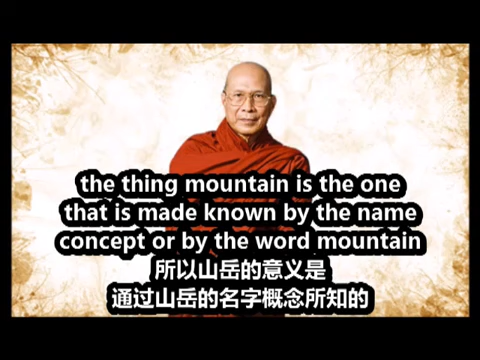 the thing mountain is the one
that is made known by the name
concept or by the word mountain
所以山岳的意义是
通过山岳的名字概念所知的